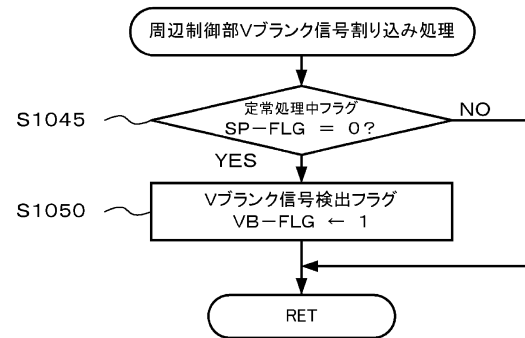 周辺制御部Vブランク信号割り込み処理
S1045
定常処理中フラグ
SP-FLG = 0?
NO
YES
S1050
Vブランク信号検出フラグ
VB-FLG ← 1
RET